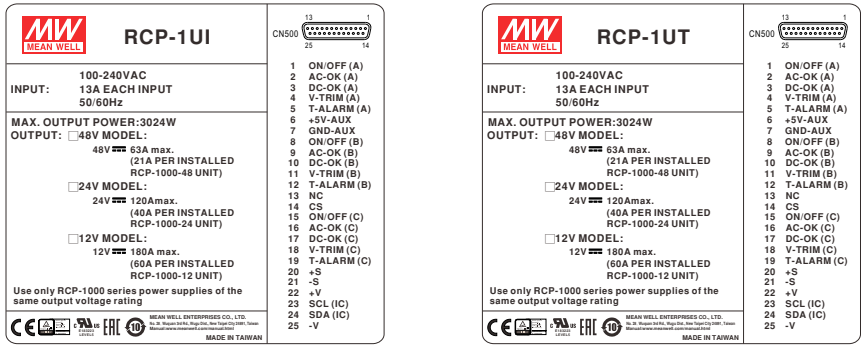 MW
MEAN WELL
RCP-1UI
INPUT:
100-240VAC
13A EACH INPUT
50/60Hz
MAX. OUTPUT POWER:3024W
OUTPUT: □48V MODEL:
48V 63A max.
(21A PER INSTALLED
RCP-1000-48 UNIT)
□24V MODEL:
24V 120Amax.
(40A PER INSTALLED
RCP-1000-24 UNIT)
□12V MODEL:
12V 180A max.
(60A PER INSTALLED
RCP-1000-12 UNIT)
Use only RCP-1000 series power supplies of the
same output voltage rating
CE
EAC
10
MEAN WELL ENTERPRISES CO., LTD.
MADE IN TAIWAN
13 1
CN500
25 14
1 ON/OFF (A)
2 AC-OK (A)
3 DC-OK (A)
4 V-TRIM (A)
5 T-ALARM (A)
6 +5V-AUX
7 GND-AUX
8 ON/OFF (B)
9 AC-OK (B)
10 DC-OK (B)
11 V-TRIM (B)
12 T-ALARM (B)
13 NC
14 CS
15 ON/OFF (C)
16 AC-OK (C)
17 DC-OK (C)
18 V-TRIM (C)
19 T-ALARM (C)
20 +S
21 -S
22 +V
23 SCL (IC)
24 SDA (IC)
25 -V
MW
MEAN WELL
RCP-1UT
INPUT:
100-240VAC
13A EACH INPUT
50/60Hz
MAX. OUTPUT POWER:3024W
OUTPUT: □48V MODEL:
48V 63A max.
(21A PER INSTALLED
RCP-1000-48 UNIT)
□24V MODEL:
24V 120Amax.
(40A PER INSTALLED
RCP-1000-24 UNIT)
□12V MODEL:
12V 180A max.
(60A PER INSTALLED
RCP-1000-12 UNIT)
Use only RCP-1000 series power supplies of the
same output voltage rating
CE
EAC
10
MEAN WELL ENTERPRISES CO., LTD.
MADE IN TAIWAN
13 1
CN500
25 14
1 ON/OFF (A)
2 AC-OK (A)
3 DC-OK (A)
4 V-TRIM (A)
5 T-ALARM (A)
6 +5V-AUX
7 GND-AUX
8 ON/OFF (B)
9 AC-OK (B)
10 DC-OK (B)
11 V-TRIM (B)
12 T-ALARM (B)
13 NC
14 CS
15 ON/OFF (C)
16 AC-OK (C)
17 DC-OK (C)
18 V-TRIM (C)
19 T-ALARM (C)
20 +S
21 -S
22 +V
23 SCL (IC)
24 SDA (IC)
25 -V